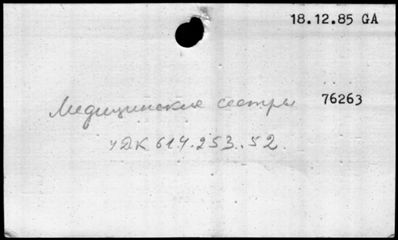 18.12.85 GA
Медицинские сестры 76263
УДК 614.253.52.